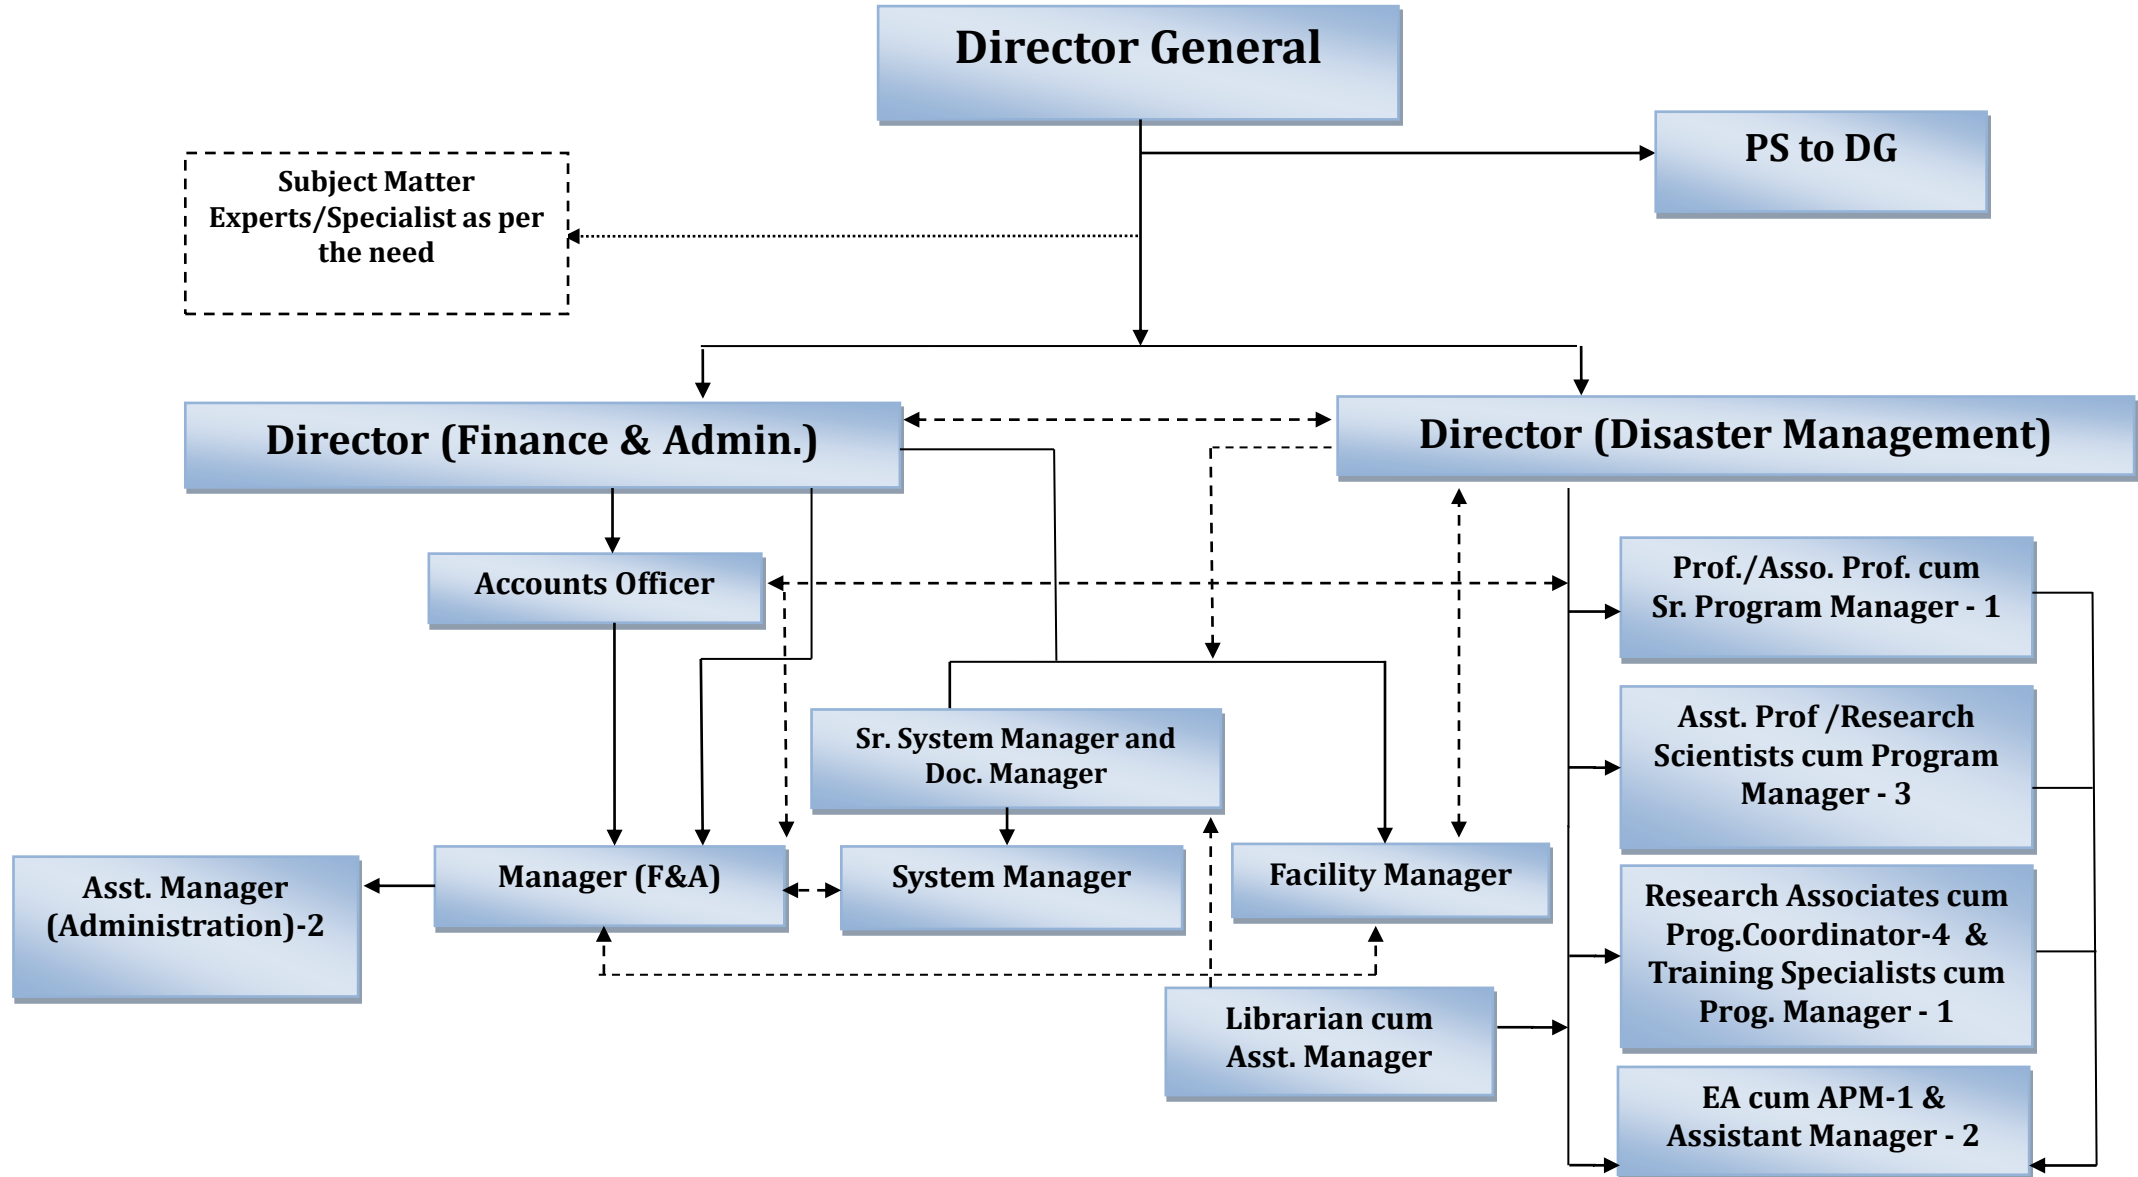 Director General
PS to DG
Subject Matter
Experts/Specialist as per
the need
Director (Finance & Admin.)
Director (Disaster Management)
Accounts Officer
Prof./Asso. Prof. cum
Sr. Program Manager - 1
Sr. System Manager and
Doc. Manager
Asst. Prof /Research
Scientists cum Program
Manager - 3
Asst. Manager
(Administration)-2
Manager (F&A)
System Manager
Facility Manager
Research Associates cum
Prog.Coordinator-4 &
Training Specialists cum
Prog. Manager - 1
Librarian cum
Asst. Manager
EA cum APM-1 &
Assistant Manager - 2